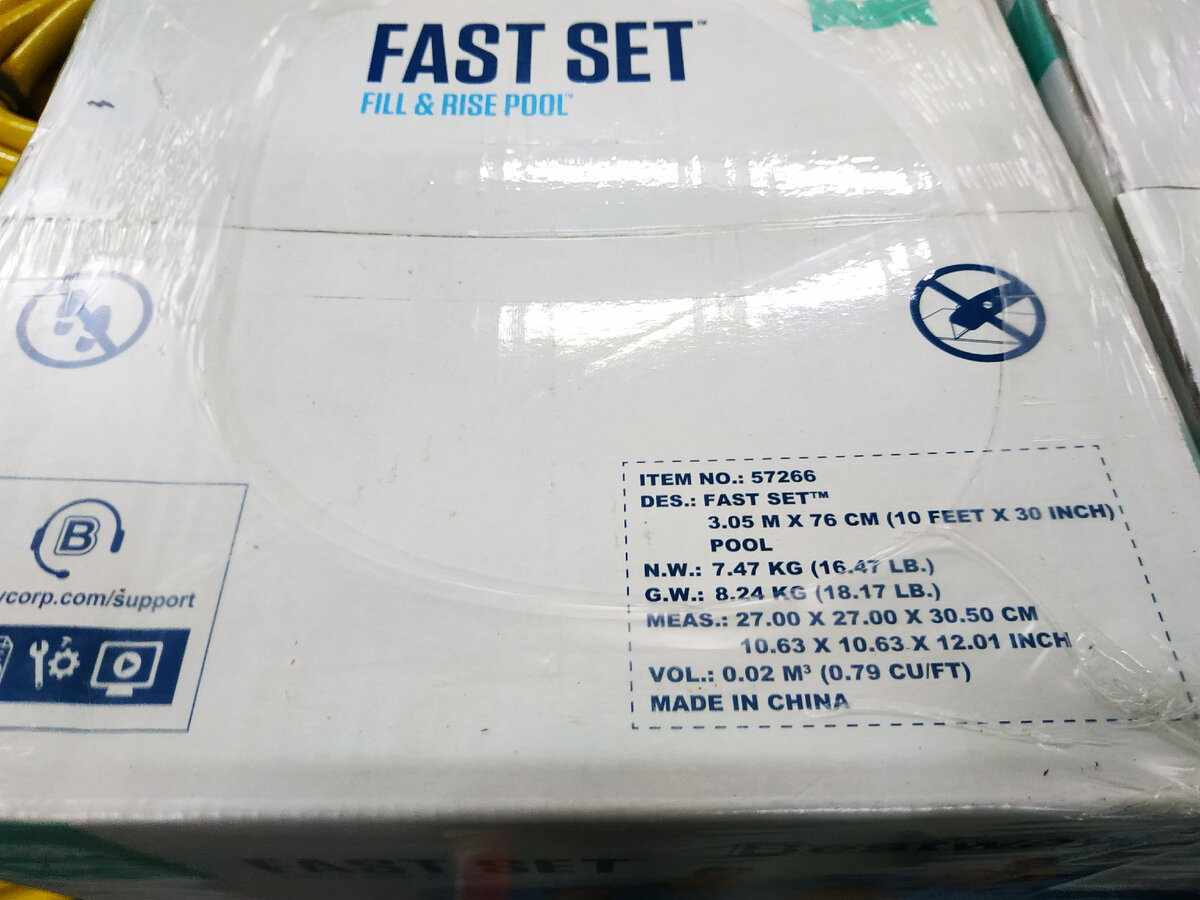 FAST SET™
FILL & RISE POOL™
B
ycorp.com/support
ITEM NO.: 57266
DES.: FAST SET™
3.05 M X 76 CM (10 FEET X 30 INCH)
POOL
N.W.: 7.47 KG (16.47 LB.)
G.W.: 8.24 KG (18.17 LB.)
MEAS.: 27.00 X 27.00 X 30.50 CM
10.63 X 10.63 X 12.01 INCH
VOL.: 0.02 M³ (0.79 CU/FT)
MADE IN CHINA
FAST SET
Bestway